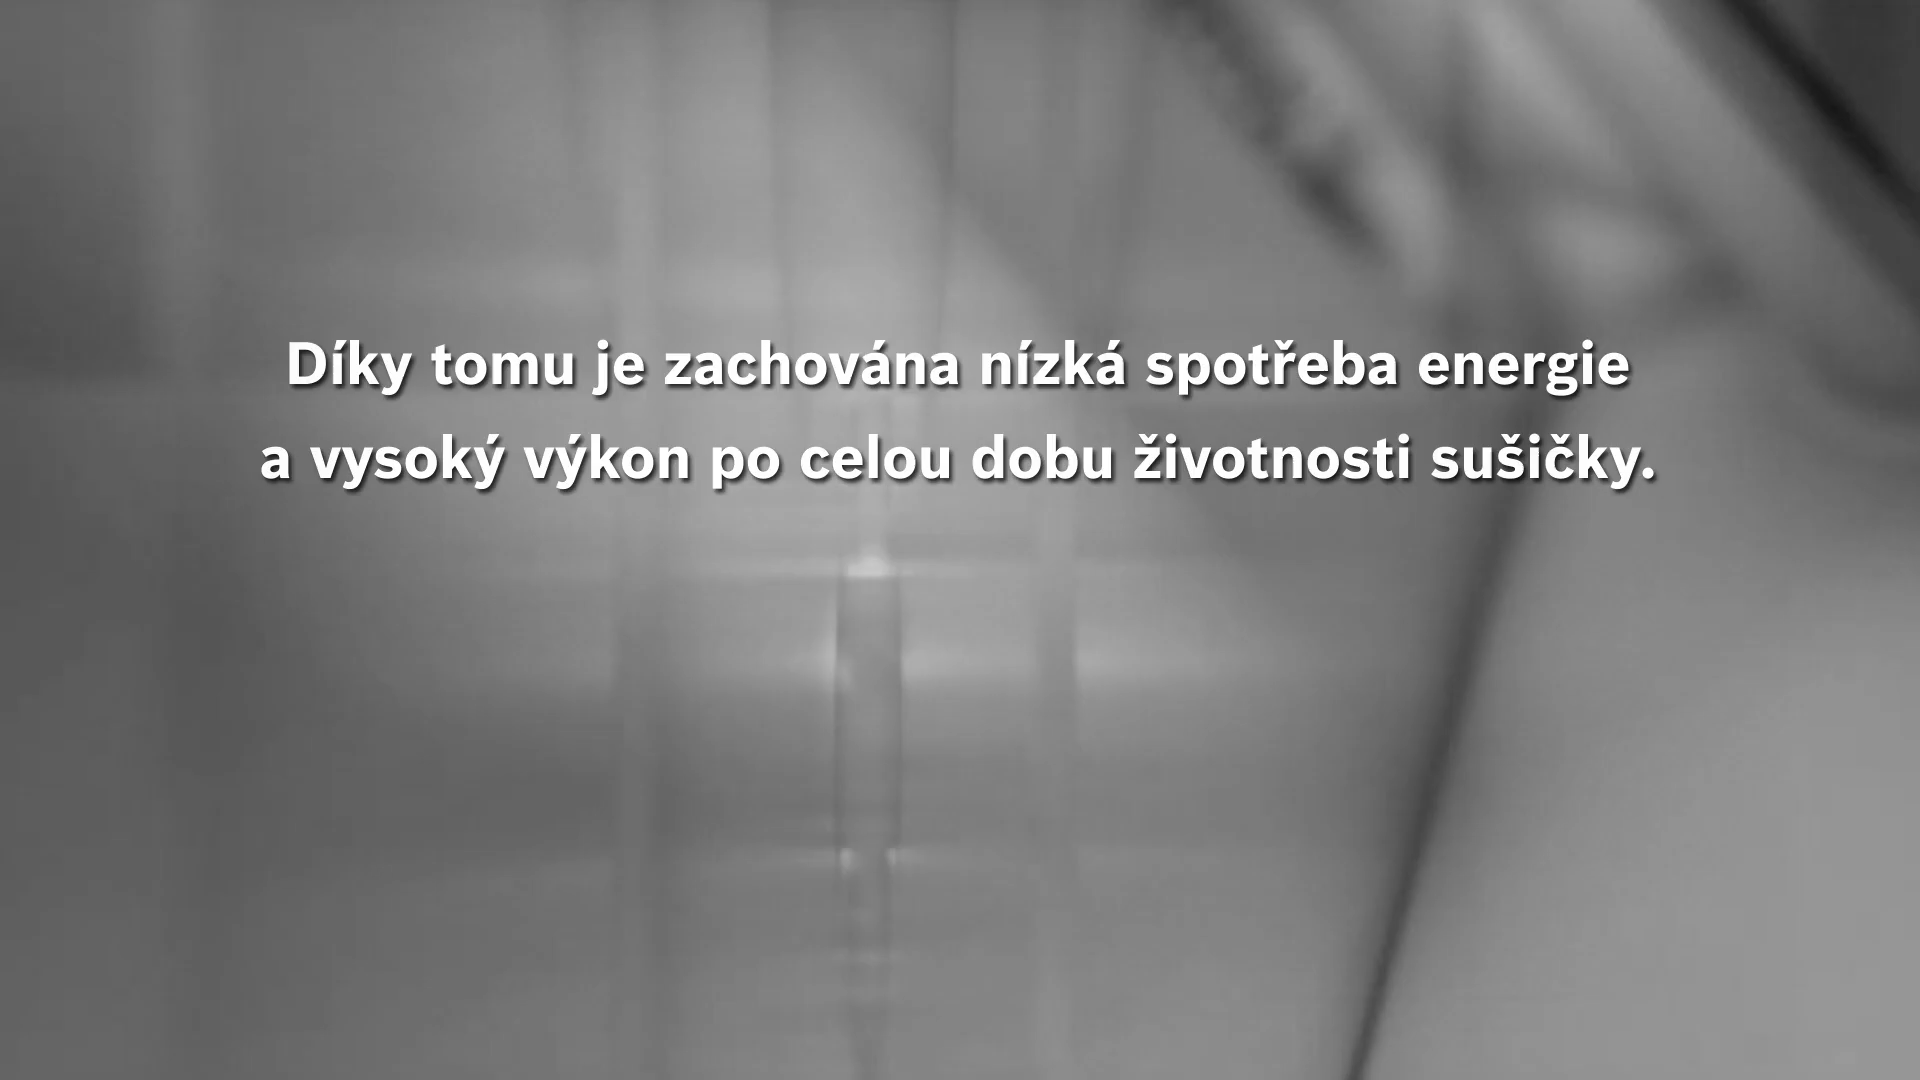 Díky tomu je zachována nízká spotřeba energie
a vysoký výkon po celou dobu životnosti sušičky.